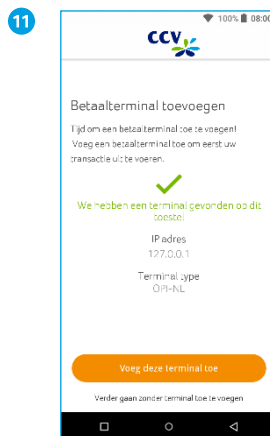 11
100% 08:00
CCV
Betaalterminal toevoegen
Tijd om een betaalterminal toe te voegen!
Voeg een betaalterminal toe om eerst uw
transactie uit te voeren.
We hebben een terminal gevonden op dit
toestel
IP adres
127.0.0.1
Terminal type
OPI-NL
Voeg deze terminal toe
Verder gaan zonder terminal toe te voegen